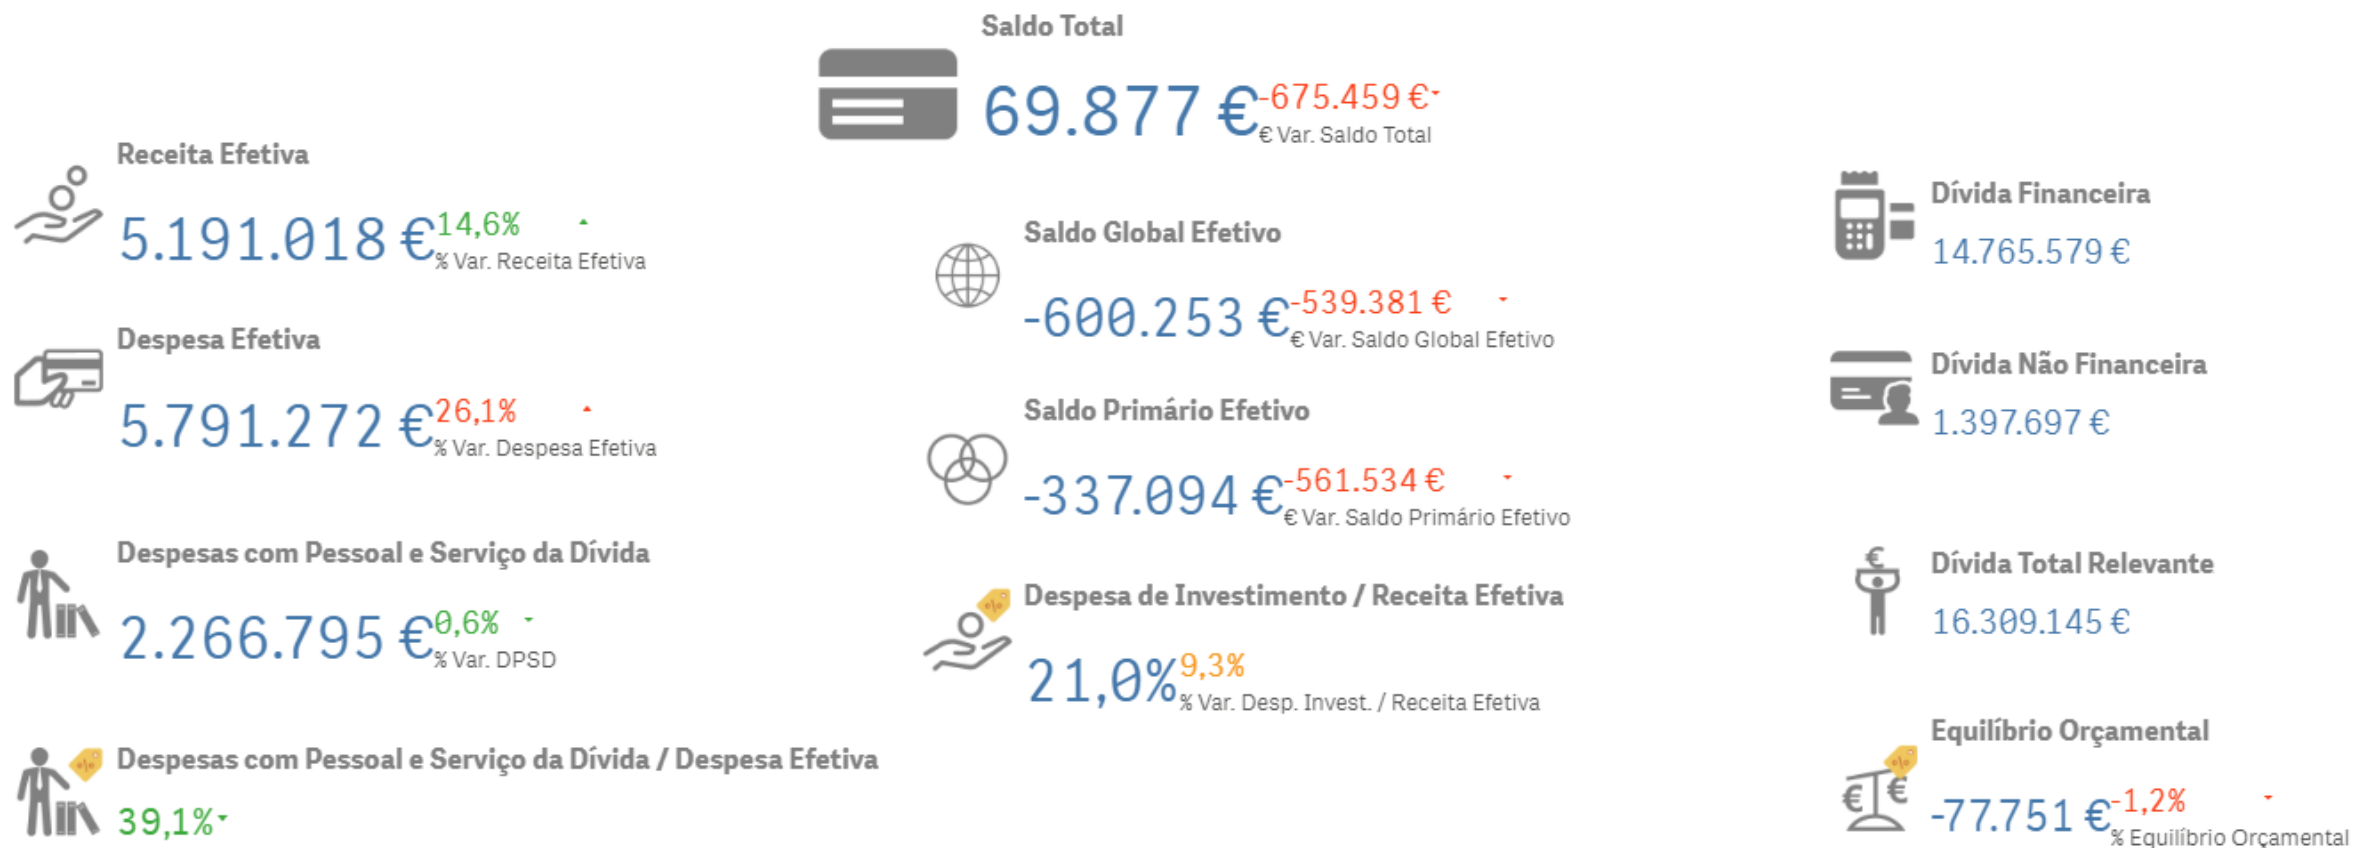 Saldo Total
69.877 €
-675.459 €
€ Var. Saldo Total
Receita Efetiva
5.191.018 €
14,6%
% Var. Receita Efetiva
Despesa Efetiva
5.791.272 €
26,1%
% Var. Despesa Efetiva
Despesas com Pessoal e Serviço da Dívida
2.266.795 €
0,6%
% Var. DPSD
Despesas com Pessoal e Serviço da Dívida / Despesa Efetiva
39,1%
Saldo Global Efetivo
-600.253 €
-539.381 €
€ Var. Saldo Global Efetivo
Saldo Primário Efetivo
-337.094 €
-561.534 €
€ Var. Saldo Primário Efetivo
Despesa de Investimento / Receita Efetiva
21,0%
9,3%
% Var. Desp. Invest. / Receita Efetiva
Dívida Financeira
14.765.579 €
Dívida Não Financeira
1.397.697 €
Dívida Total Relevante
16.309.145 €
Equilíbrio Orçamental
-77.751 €
-1,2%
% Equilíbrio Orçamental